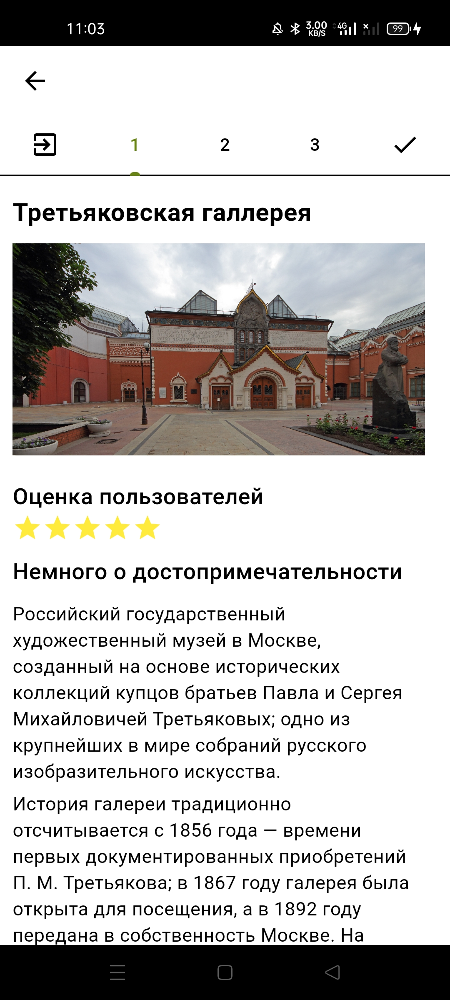 11:03
3.00
KB/S
4G
99
1
2
3
Третьяковская галлерея
Оценка пользователей
Немного о достопримечательности
Российский государственный
художественный музей в Москве,
созданный на основе исторических
коллекций купцов братьев Павла и Сергея
Михайловичей Третьяковых; одно из
крупнейших в мире собраний русского
изобразительного искусства.
История галереи традиционно
отсчитывается с 1856 года — времени
первых документированных приобретений
П. М. Третьякова; в 1867 году галерея была
открыта для посещения, а в 1892 году
передана в собственность Москве. На